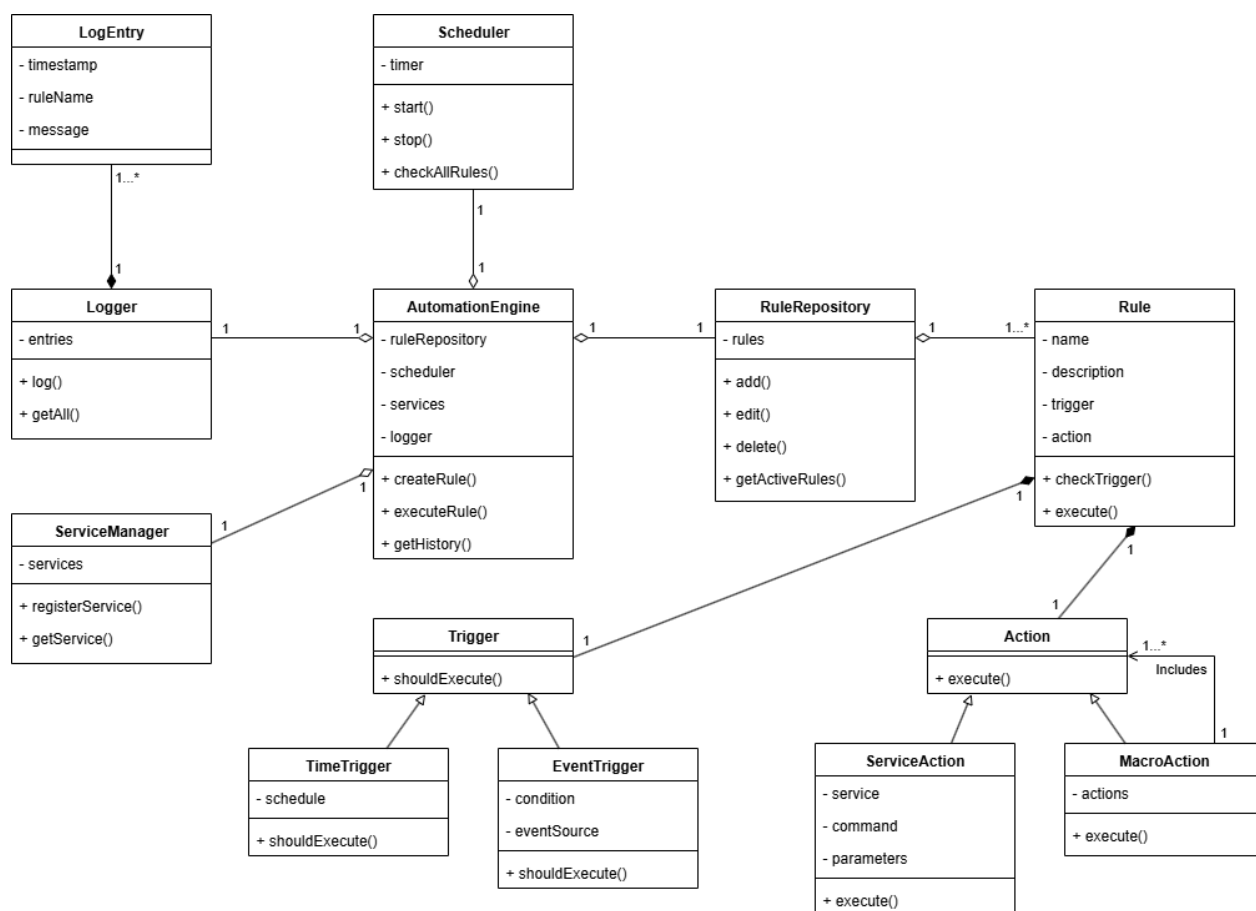 LogEntry
- timestamp
- ruleName
- message
1...*
1
Scheduler
- timer
+ start()
+ stop()
+ checkAllRules()
1
1
Logger
- entries
+ log()
+ getAll()
1
1
AutomationEngine
- ruleRepository
- scheduler
- services
- logger
+ createRule()
+ executeRule()
+ getHistory()
1
1
RuleRepository
- rules
+ add()
+ edit()
+ delete()
+ getActiveRules()
1
1...*
Rule
- name
- description
- trigger
- action
+ checkTrigger()
+ execute()
1
1
ServiceManager
- services
+ registerService()
+ getService()
1
1
Trigger
+ shouldExecute()
1
1
Action
+ execute()
1...*
Includes
1
TimeTrigger
- schedule
+ shouldExecute()
EventTrigger
- condition
- eventSource
+ shouldExecute()
ServiceAction
- service
- command
- parameters
+ execute()
MacroAction
- actions
+ execute()